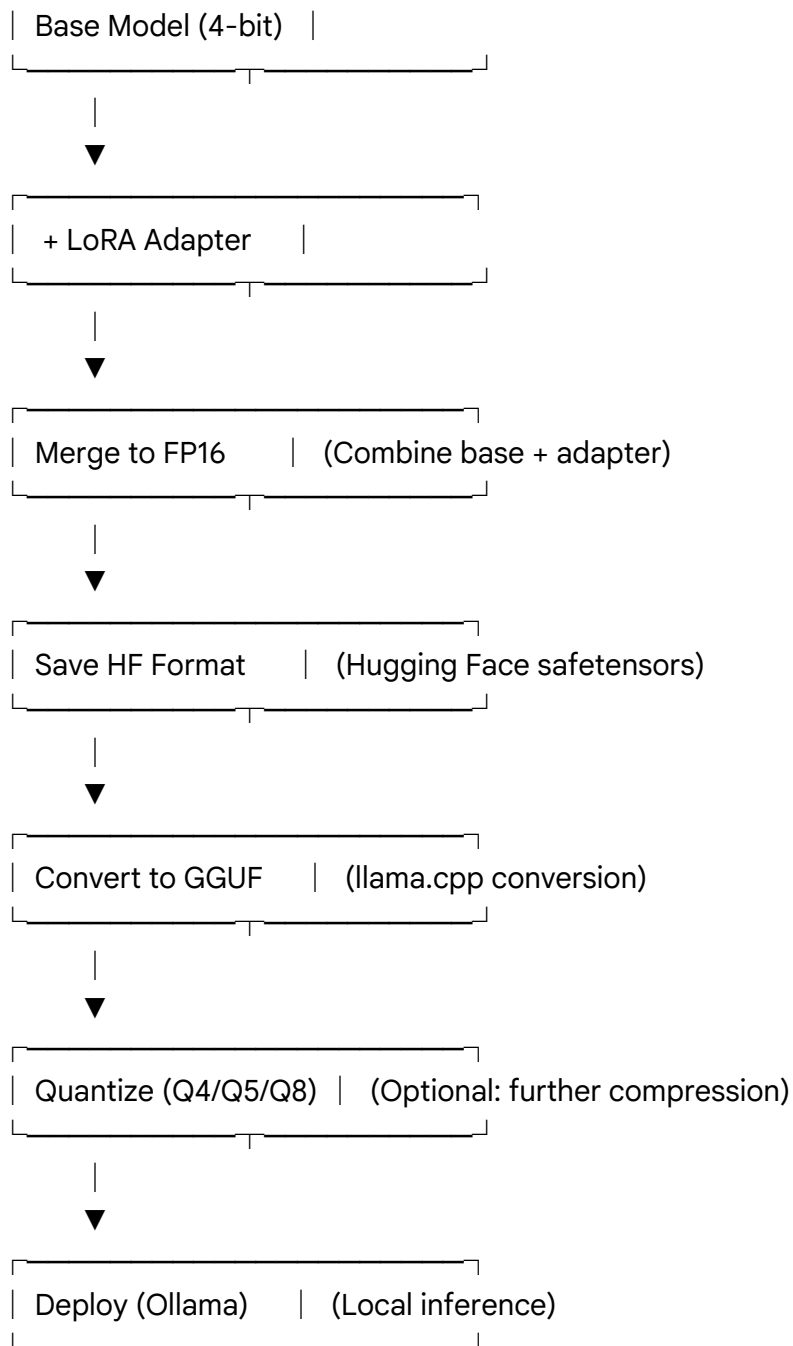 Base Model (4-bit)
+ LoRA Adapter
Merge to FP16 (Combine base + adapter)
Save HF Format (Hugging Face safetensors)
Convert to GGUF (llama.cpp conversion)
Quantize (Q4/Q5/Q8) (Optional: further compression)
Deploy (Ollama) (Local inference)